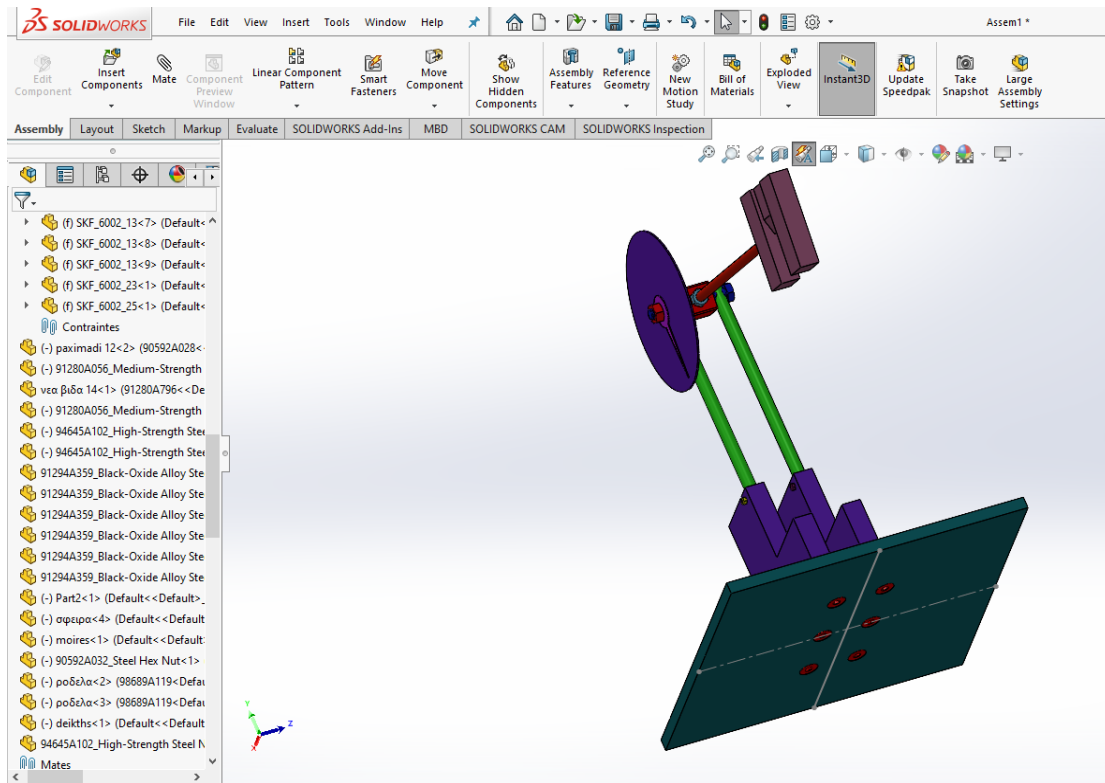 SOLIDWORKS File Edit View Insert Tools Window Help Assem1 *
Edit Component
Insert Components
Mate
Component Preview Window
Linear Component Pattern
Smart Fasteners
Move Component
Show Hidden Components
Assembly Features
Reference Geometry
New Motion Study
Bill of Materials
Exploded View
Instant3D
Update Speedpak
Take Snapshot
Large Assembly Settings
Assembly Layout Sketch Markup Evaluate SOLIDWORKS Add-Ins MBD SOLIDWORKS CAM SOLIDWORKS Inspection
(f) SKF_6002_13<7> (Default<
(f) SKF_6002_13<8> (Default<
(f) SKF_6002_13<9> (Default<
(f) SKF_6002_23<1> (Default<
(f) SKF_6002_25<1> (Default<
Contraintes
(-) paximadi 12<2> (90592A028<
(-) 91280A056_Medium-Strength
νεα βιδα 14<1> (91280A796<<De
(-) 91280A056_Medium-Strength
(-) 94645A102_High-Strength Stee
(-) 94645A102_High-Strength Stee
91294A359_Black-Oxide Alloy Ste
91294A359_Black-Oxide Alloy Ste
91294A359_Black-Oxide Alloy Ste
91294A359_Black-Oxide Alloy Ste
91294A359_Black-Oxide Alloy Ste
91294A359_Black-Oxide Alloy Ste
(-) Part2<1> (Default<<Default>_
(-) σφειρα<4> (Default<<Default
(-) moires<1> (Default<<Default
(-) 90592A032_Steel Hex Nut<1>
(-) ροδελα<2> (98689A119<Defau
(-) ροδελα<3> (98689A119<Defau
(-) deikths<1> (Default<<Default
94645A102_High-Strength Steel N
Mates
Y
Z
X